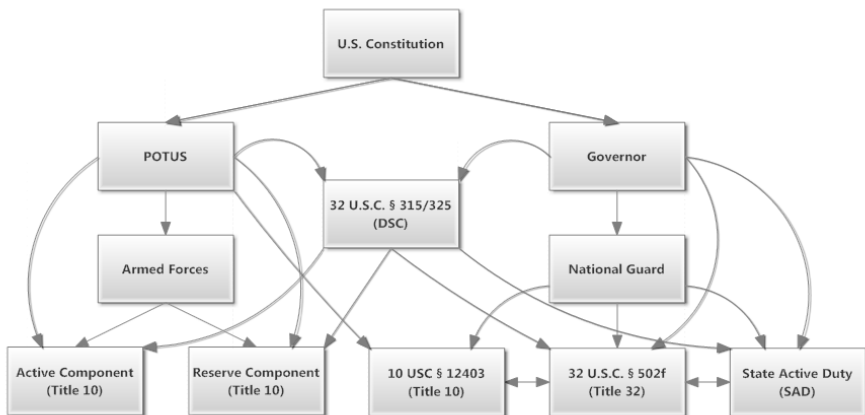 U.S. Constitution
POTUS
Governor
32 U.S.C. § 315/325
(DSC)
Armed Forces
National Guard
Active Component
(Title 10)
Reserve Component
(Title 10)
10 USC § 12403
(Title 10)
32 U.S.C. § 502f
(Title 32)
State Active Duty
(SAD)